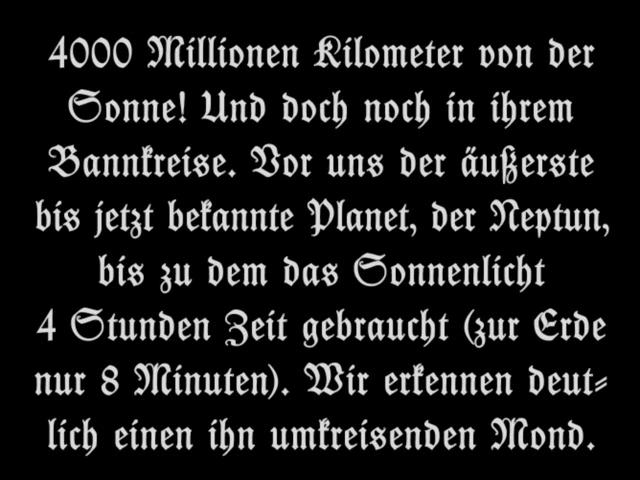 4000 Millionen Kilometer von der
Sonne! Und doch noch in ihrem
Bannkreise. Vor uns der äußerste
bis jetzt bekannte Planet, der Neptun,
bis zu dem das Sonnenlicht
4 Stunden Zeit gebraucht (zur Erde
nur 8 Minuten). Wir erkennen deut-
lich einen ihn umkreisenden Mond.